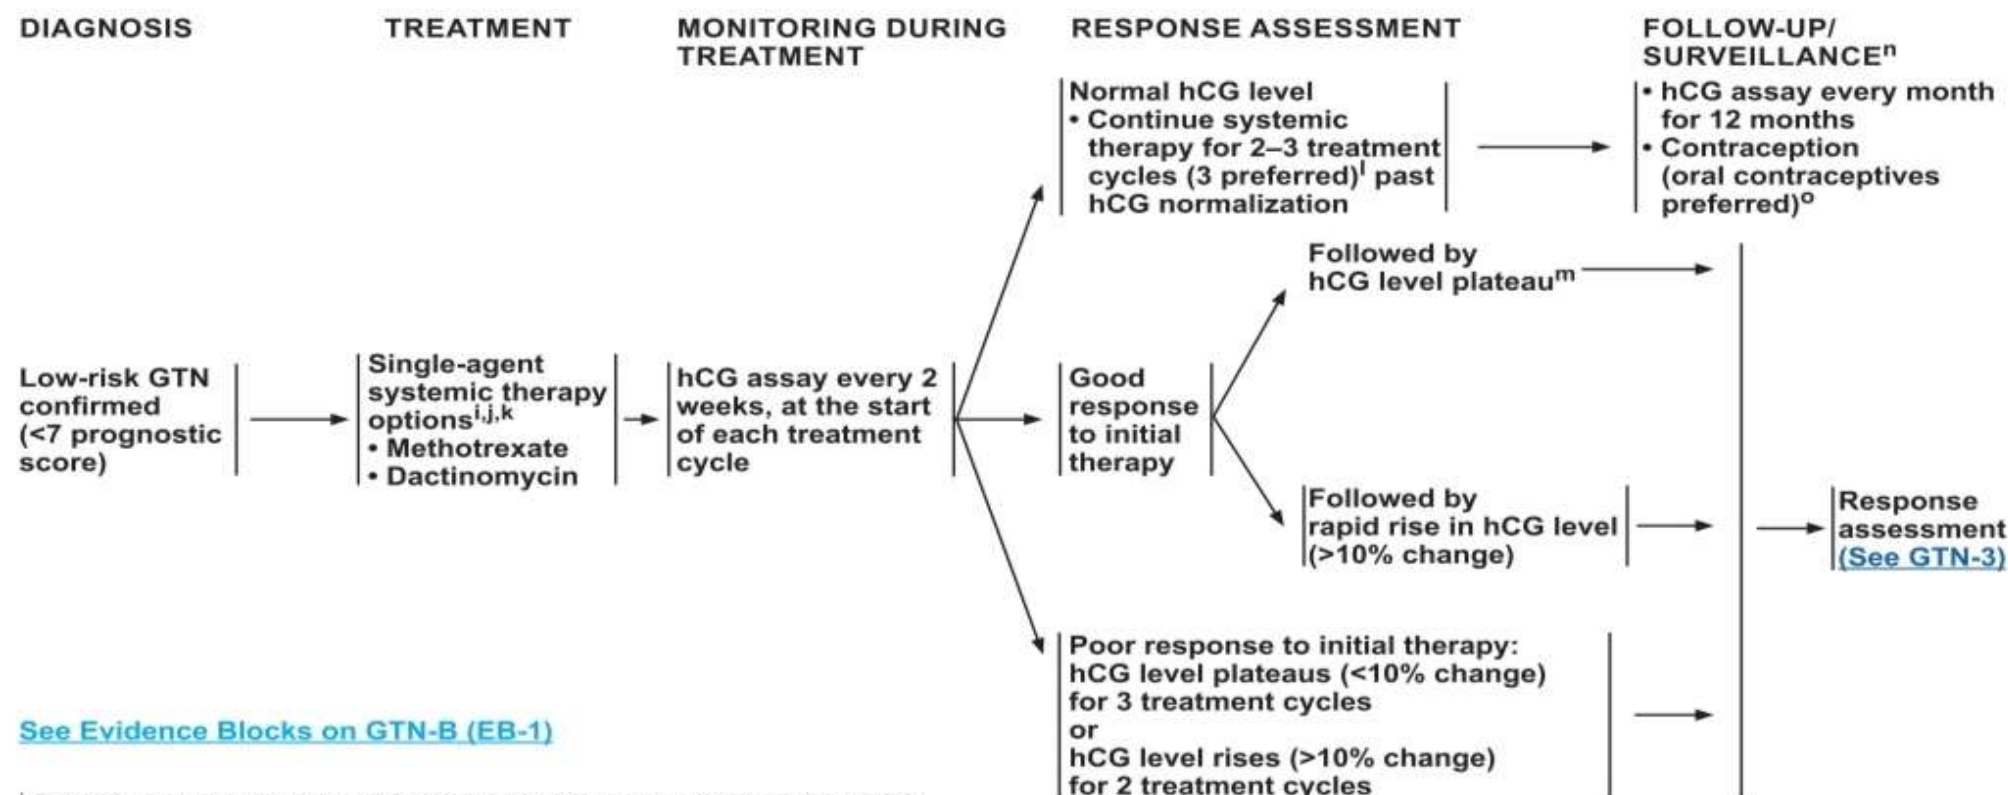 DIAGNOSIS
TREATMENT
MONITORING DURING
TREATMENT
RESPONSE ASSESSMENT
FOLLOW-UP/
SURVEILLANCEⁿ
Low-risk GTN
confirmed
(<7 prognostic
score)
Single-agent
systemic therapy
optionsⁱ,ʲ,ᵏ
• Methotrexate
• Dactinomycin
hCG assay every 2
weeks, at the start
of each treatment
cycle
Normal hCG level
• Continue systemic
therapy for 2–3 treatment
cycles (3 preferred)ˡ past
hCG normalization
• hCG assay every month
for 12 months
• Contraception
(oral contraceptives
preferred)ᵒ
Good
response
to initial
therapy
Followed by
hCG level plateauᵐ
Followed by
rapid rise in hCG level
(>10% change)
Poor response to initial therapy:
hCG level plateaus (<10% change)
for 3 treatment cycles
or
hCG level rises (>10% change)
for 2 treatment cycles
Response
assessment
(See GTN-3)
See Evidence Blocks on GTN-B (EB-1)